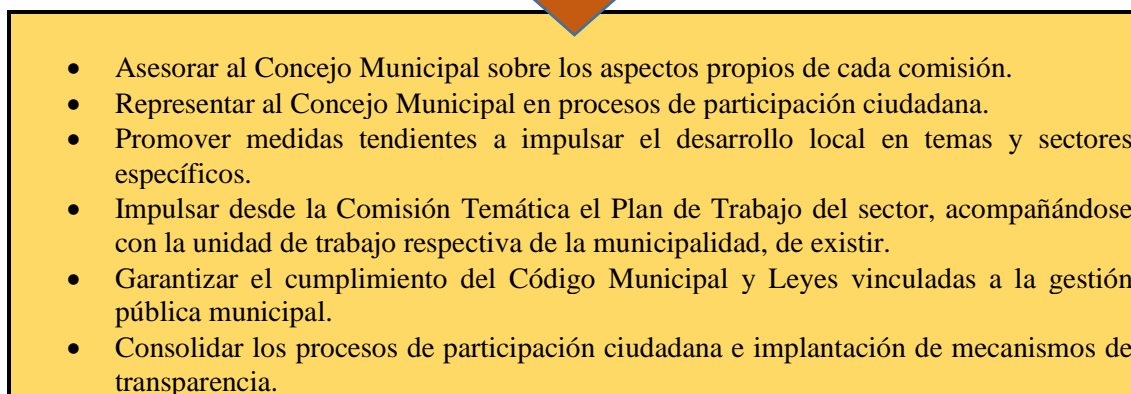 • Asesorar al Concejo Municipal sobre los aspectos propios de cada comisión.
• Representar al Concejo Municipal en procesos de participación ciudadana.
• Promover medidas tendientes a impulsar el desarrollo local en temas y sectores
específicos.
• Impulsar desde la Comisión Temática el Plan de Trabajo del sector, acompañándose
con la unidad de trabajo respectiva de la municipalidad, de existir.
• Garantizar el cumplimiento del Código Municipal y Leyes vinculadas a la gestión
pública municipal.
• Consolidar los procesos de participación ciudadana e implantación de mecanismos de
transparencia.